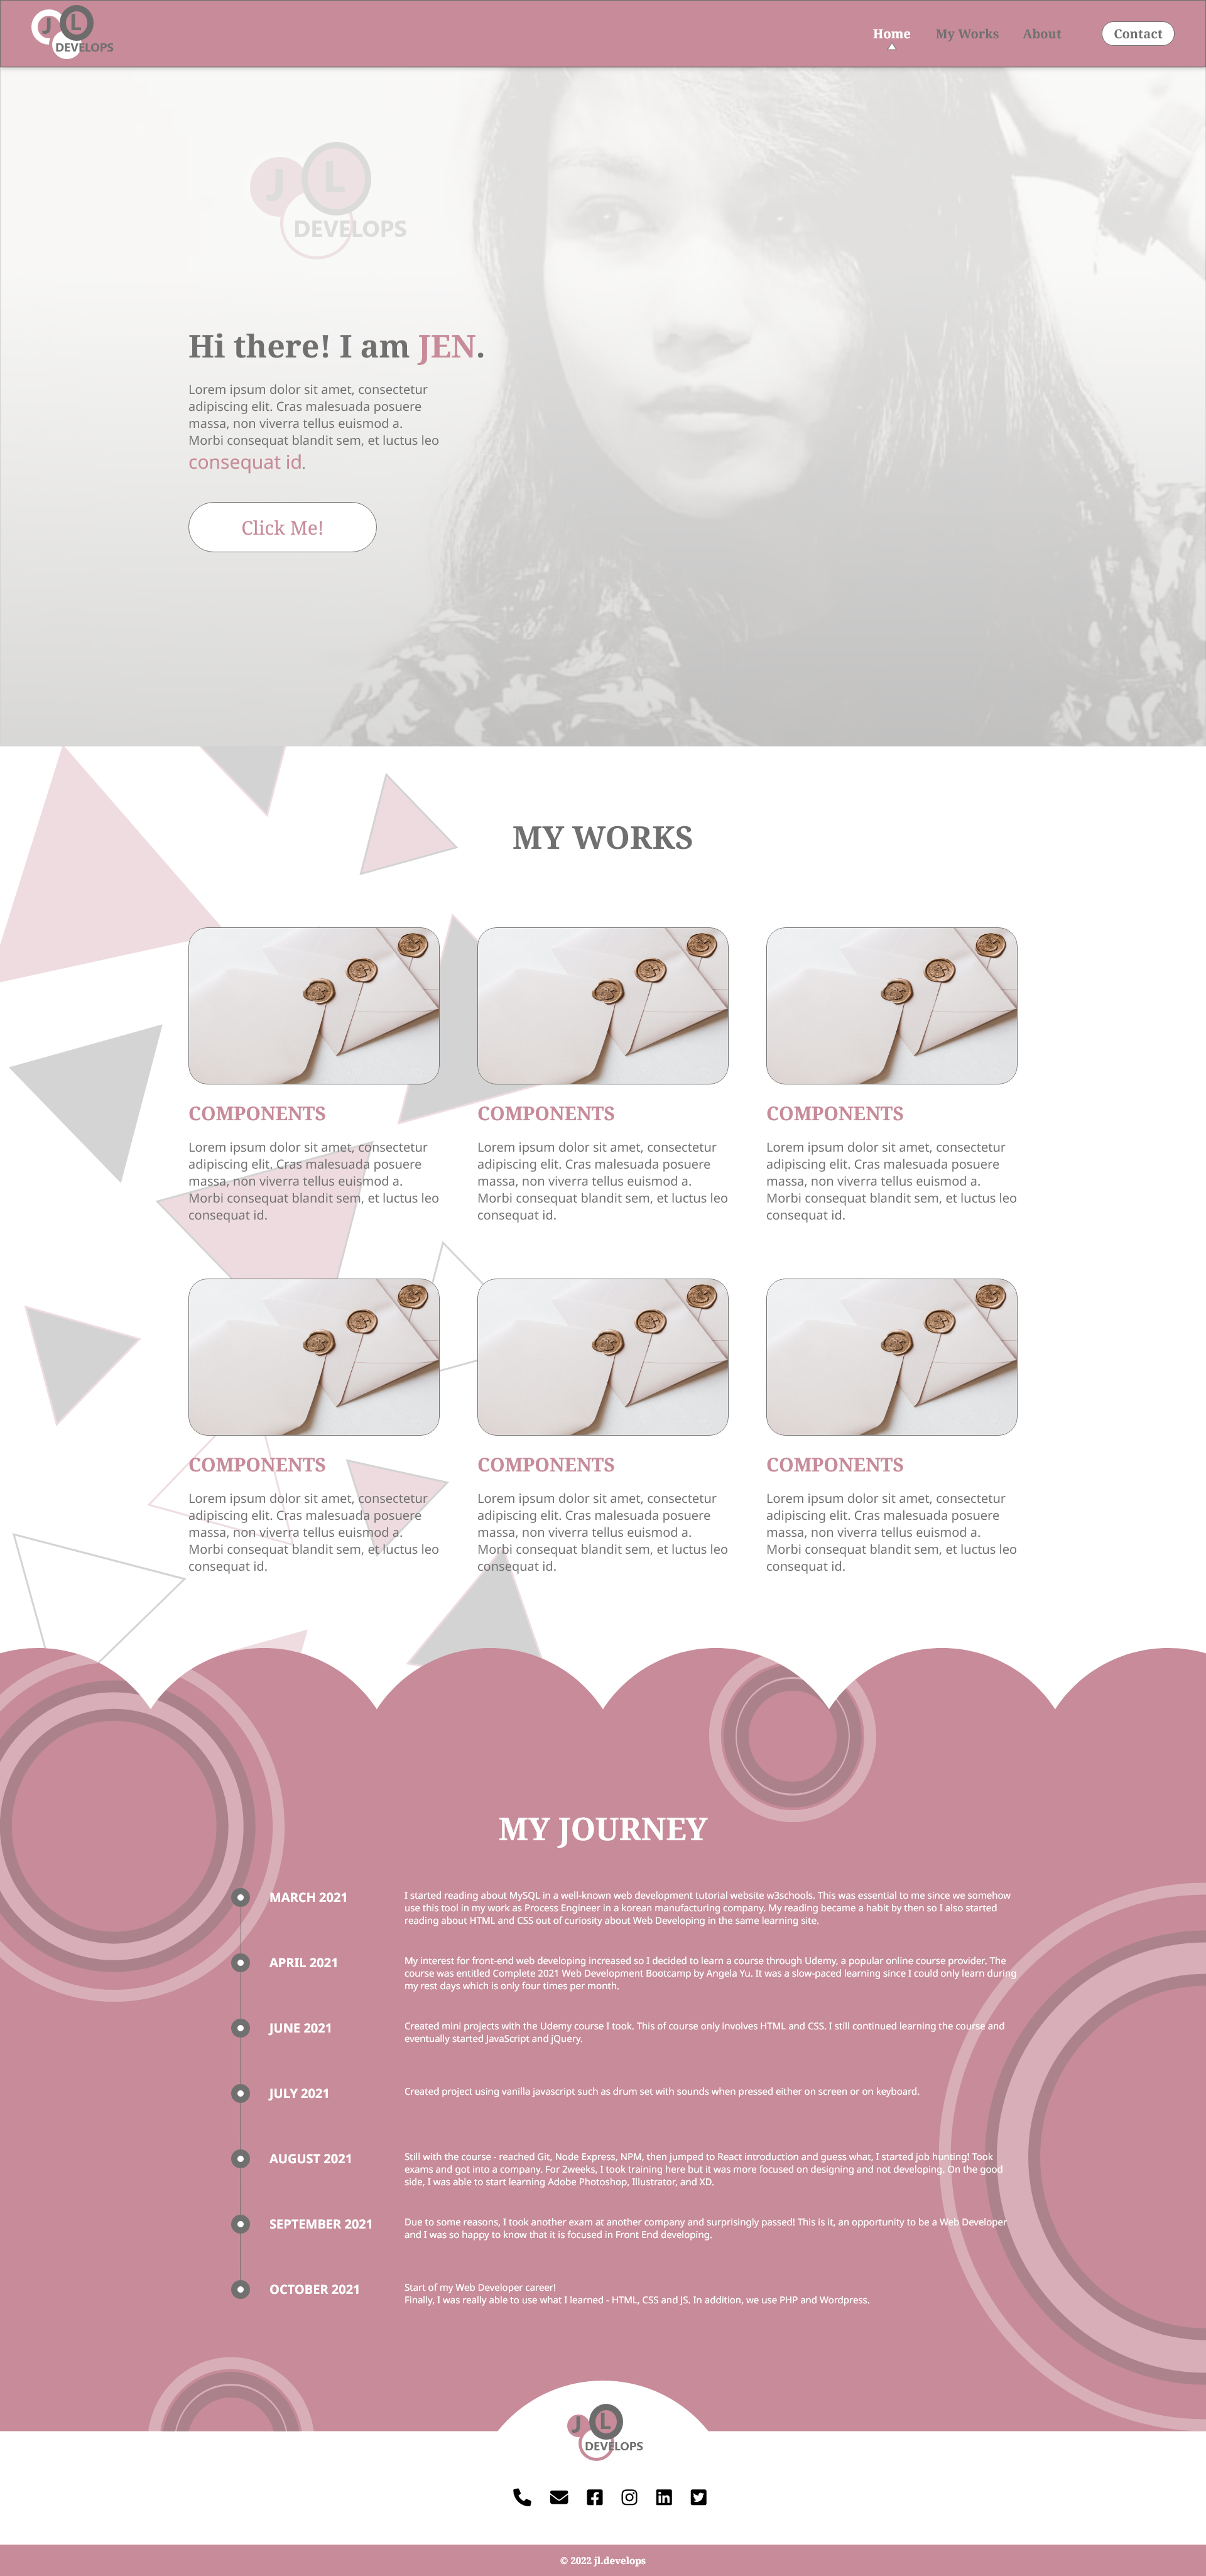 J L
DEVELOPS
Home
My Works
About
Contact
J L
DEVELOPS
Hi there! I am JEN.
Lorem ipsum dolor sit amet, consectetur
adipiscing elit. Cras malesuada posuere
massa, non viverra tellus euismod a.
Morbi consequat blandit sem, et luctus leo
consequat id.
Click Me!
MY WORKS
COMPONENTS
Lorem ipsum dolor sit amet, consectetur
adipiscing elit. Cras malesuada posuere
massa, non viverra tellus euismod a.
Morbi consequat blandit sem, et luctus leo
consequat id.
COMPONENTS
Lorem ipsum dolor sit amet, consectetur
adipiscing elit. Cras malesuada posuere
massa, non viverra tellus euismod a.
Morbi consequat blandit sem, et luctus leo
consequat id.
COMPONENTS
Lorem ipsum dolor sit amet, consectetur
adipiscing elit. Cras malesuada posuere
massa, non viverra tellus euismod a.
Morbi consequat blandit sem, et luctus leo
consequat id.
COMPONENTS
Lorem ipsum dolor sit amet, consectetur
adipiscing elit. Cras malesuada posuere
massa, non viverra tellus euismod a.
Morbi consequat blandit sem, et luctus leo
consequat id.
COMPONENTS
Lorem ipsum dolor sit amet, consectetur
adipiscing elit. Cras malesuada posuere
massa, non viverra tellus euismod a.
Morbi consequat blandit sem, et luctus leo
consequat id.
COMPONENTS
Lorem ipsum dolor sit amet, consectetur
adipiscing elit. Cras malesuada posuere
massa, non viverra tellus euismod a.
Morbi consequat blandit sem, et luctus leo
consequat id.
MY JOURNEY
MARCH 2021
I started reading about MySQL in a well-known web development tutorial website w3schools. This was essential to me since we somehow
use this tool in my work as Process Engineer in a korean manufacturing company. My reading became a habit by then so I also started
reading about HTML and CSS out of curiosity about Web Developing in the same learning site.
APRIL 2021
My interest for front-end web developing increased so I decided to learn a course through Udemy, a popular online course provider. The
course was entitled Complete 2021 Web Development Bootcamp by Angela Yu. It was a slow-paced learning since I could only learn during
my rest days which is only four times per month.
JUNE 2021
Created mini projects with the Udemy course I took. This of course only involves HTML and CSS. I still continued learning the course and
eventually started JavaScript and jQuery.
JULY 2021
Created project using vanilla javascript such as drum set with sounds when pressed either on screen or on keyboard.
AUGUST 2021
Still with the course - reached Git, Node Express, NPM, then jumped to React introduction and guess what, I started job hunting! Took
exams and got into a company. For 2weeks, I took training here but it was more focused on designing and not developing. On the good
side, I was able to start learning Adobe Photoshop, Illustrator, and XD.
SEPTEMBER 2021
Due to some reasons, I took another exam at another company and surprisingly passed! This is it, an opportunity to be a Web Developer
and I was so happy to know that it is focused in Front End developing.
OCTOBER 2021
Start of my Web Developer career!
Finally, I was really able to use what I learned - HTML, CSS and JS. In addition, we use PHP and Wordpress.
J L
DEVELOPS
© 2022 jl.develops